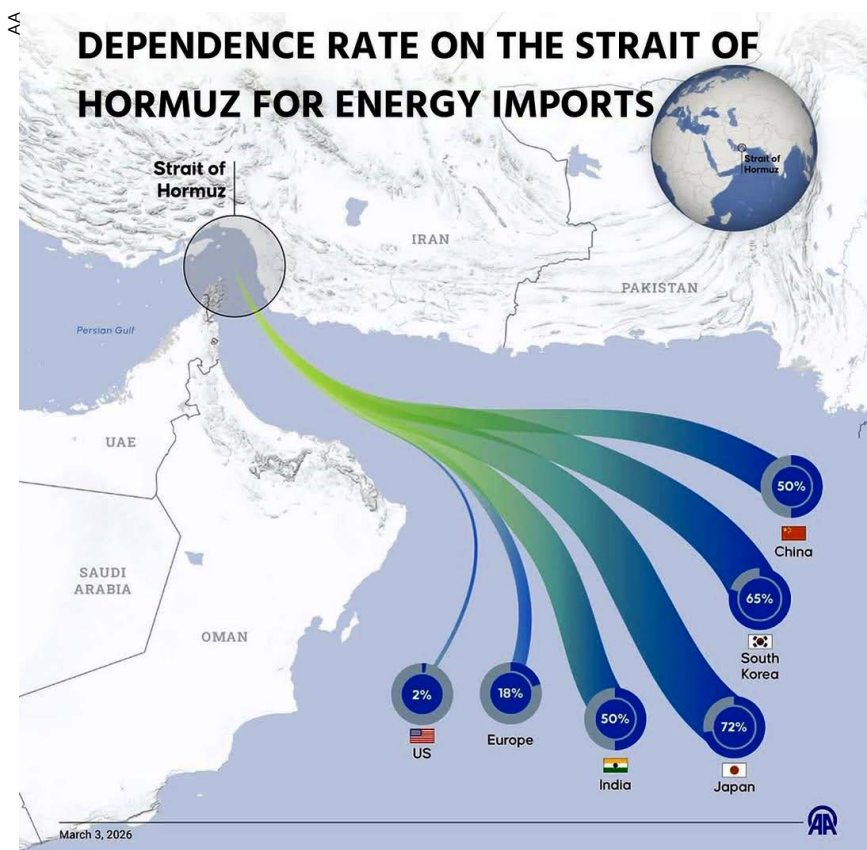 AA
DEPENDENCE RATE ON THE STRAIT OF
HORMUZ FOR ENERGY IMPORTS
Strait of
Hormuz
Strait of
Hormuz
IRAN
PAKISTAN
Persian Gulf
UAE
SAUDI
ARABIA
OMAN
50%
China
65%
South
Korea
2%
US
18%
Europe
50%
India
72%
Japan
March 3, 2026
AA